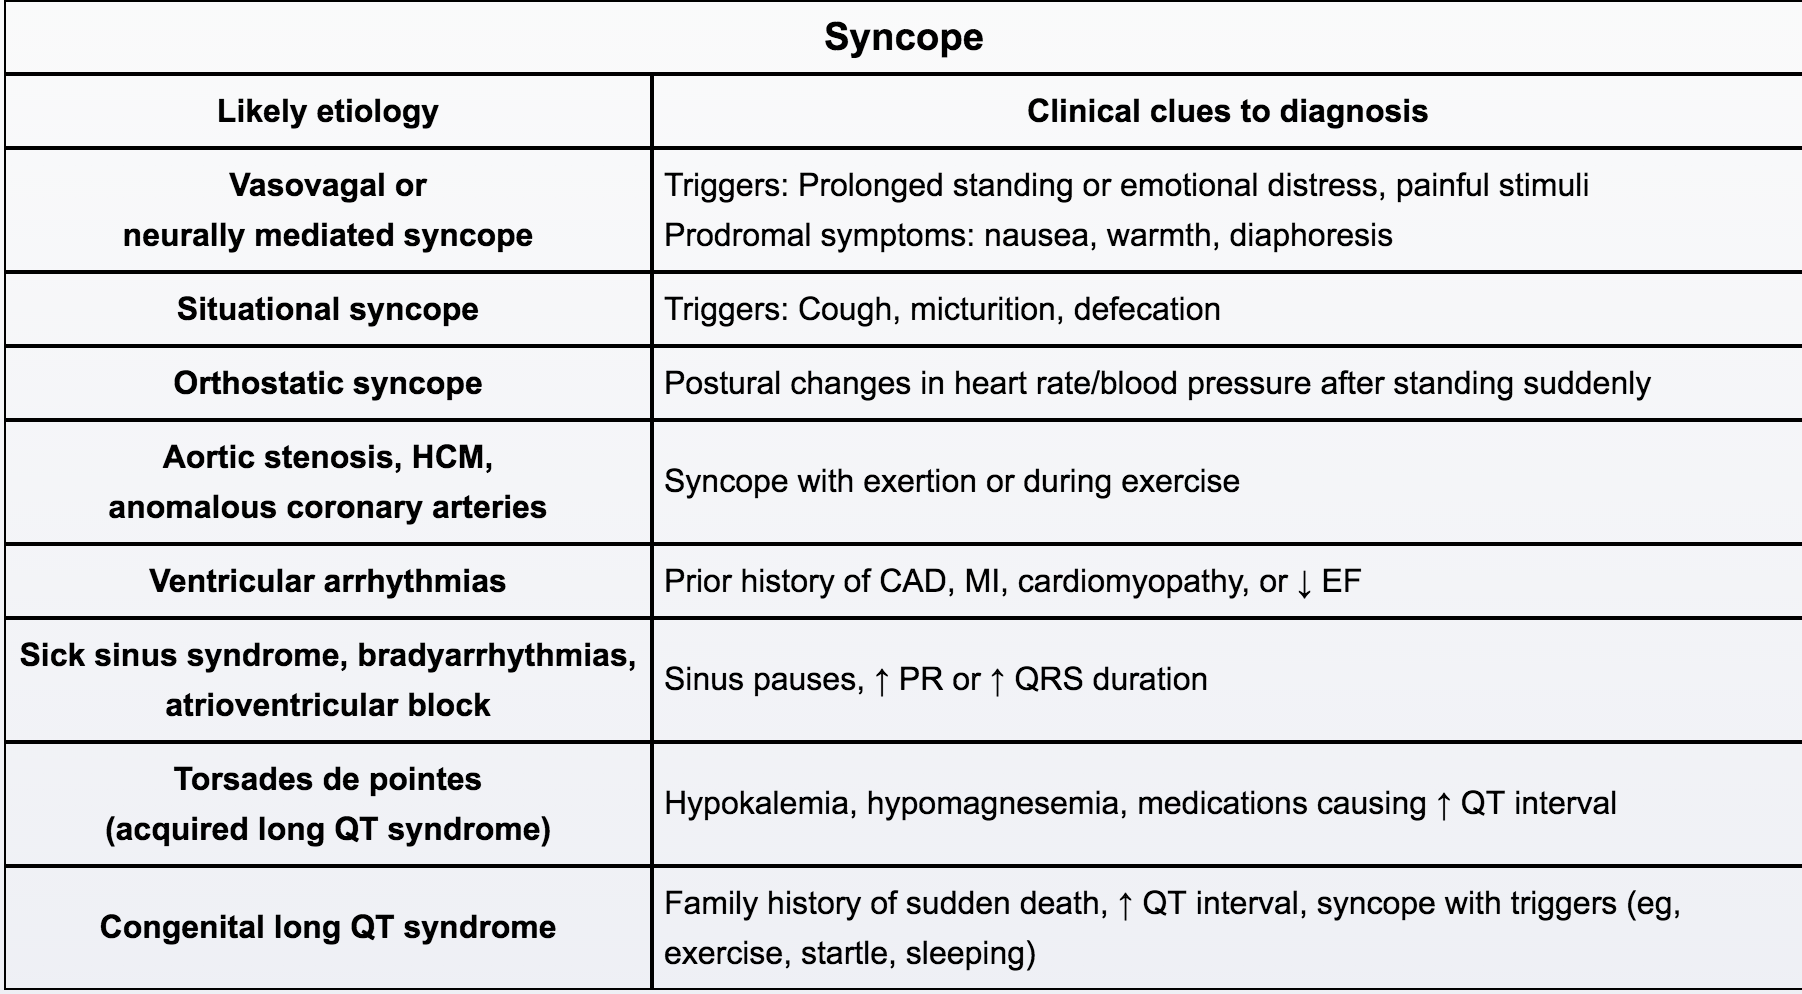 Syncope
Likely etiology
Clinical clues to diagnosis
Vasovagal or
neurally mediated syncope
Triggers: Prolonged standing or emotional distress, painful stimuli
Prodromal symptoms: nausea, warmth, diaphoresis
Situational syncope
Triggers: Cough, micturition, defecation
Orthostatic syncope
Postural changes in heart rate/blood pressure after standing suddenly
Aortic stenosis, HCM,
anomalous coronary arteries
Syncope with exertion or during exercise
Ventricular arrhythmias
Prior history of CAD, MI, cardiomyopathy, or ↓ EF
Sick sinus syndrome, bradyarrhythmias,
atrioventricular block
Sinus pauses, ↑ PR or ↑ QRS duration
Torsades de pointes
(acquired long QT syndrome)
Hypokalemia, hypomagnesemia, medications causing ↑ QT interval
Congenital long QT syndrome
Family history of sudden death, ↑ QT interval, syncope with triggers (eg,
exercise, startle, sleeping)